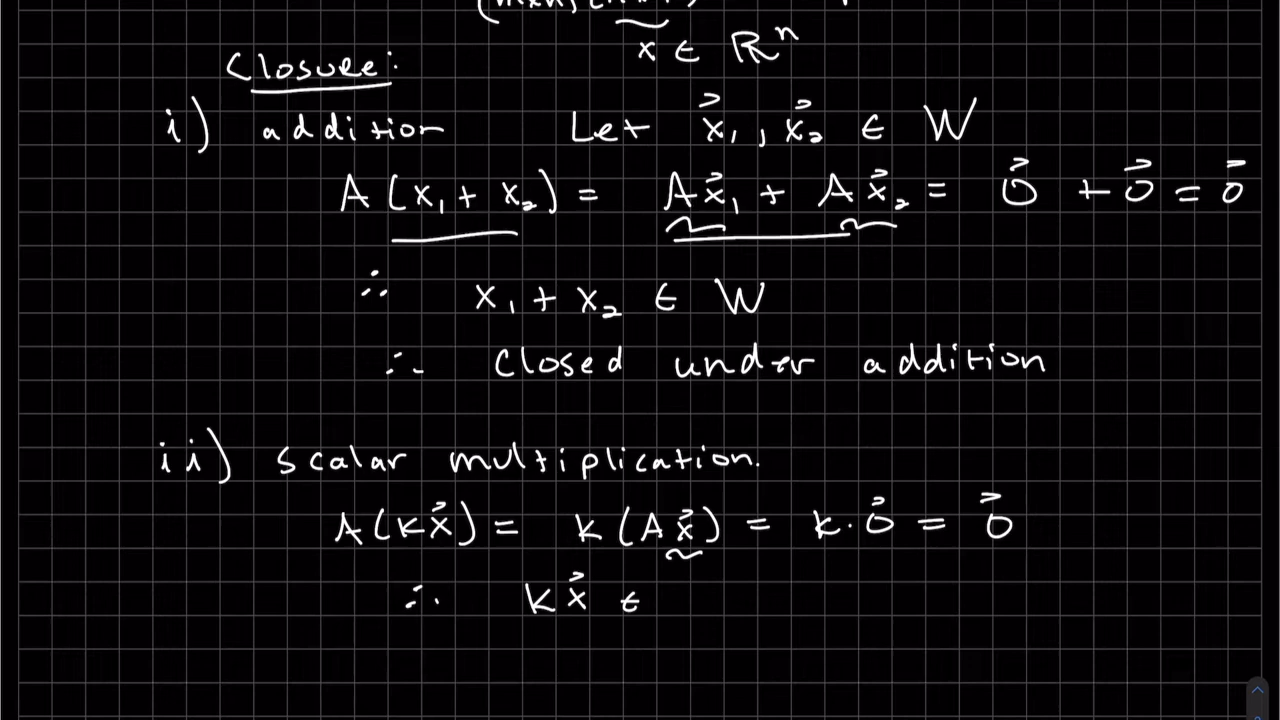 x ∈ ℝⁿ
Closure:
i) addition Let x⃗₁, x⃗₂ ∈ W
A(x₁ + x₂) = Ax⃗₁ + Ax⃗₂ = 0⃗ + 0⃗ = 0⃗
∴ x₁ + x₂ ∈ W
∴ closed under addition
ii) scalar multiplication.
A(kx⃗) = k(Ax⃗) = k·0⃗ = 0⃗
∴ kx⃗ ∈